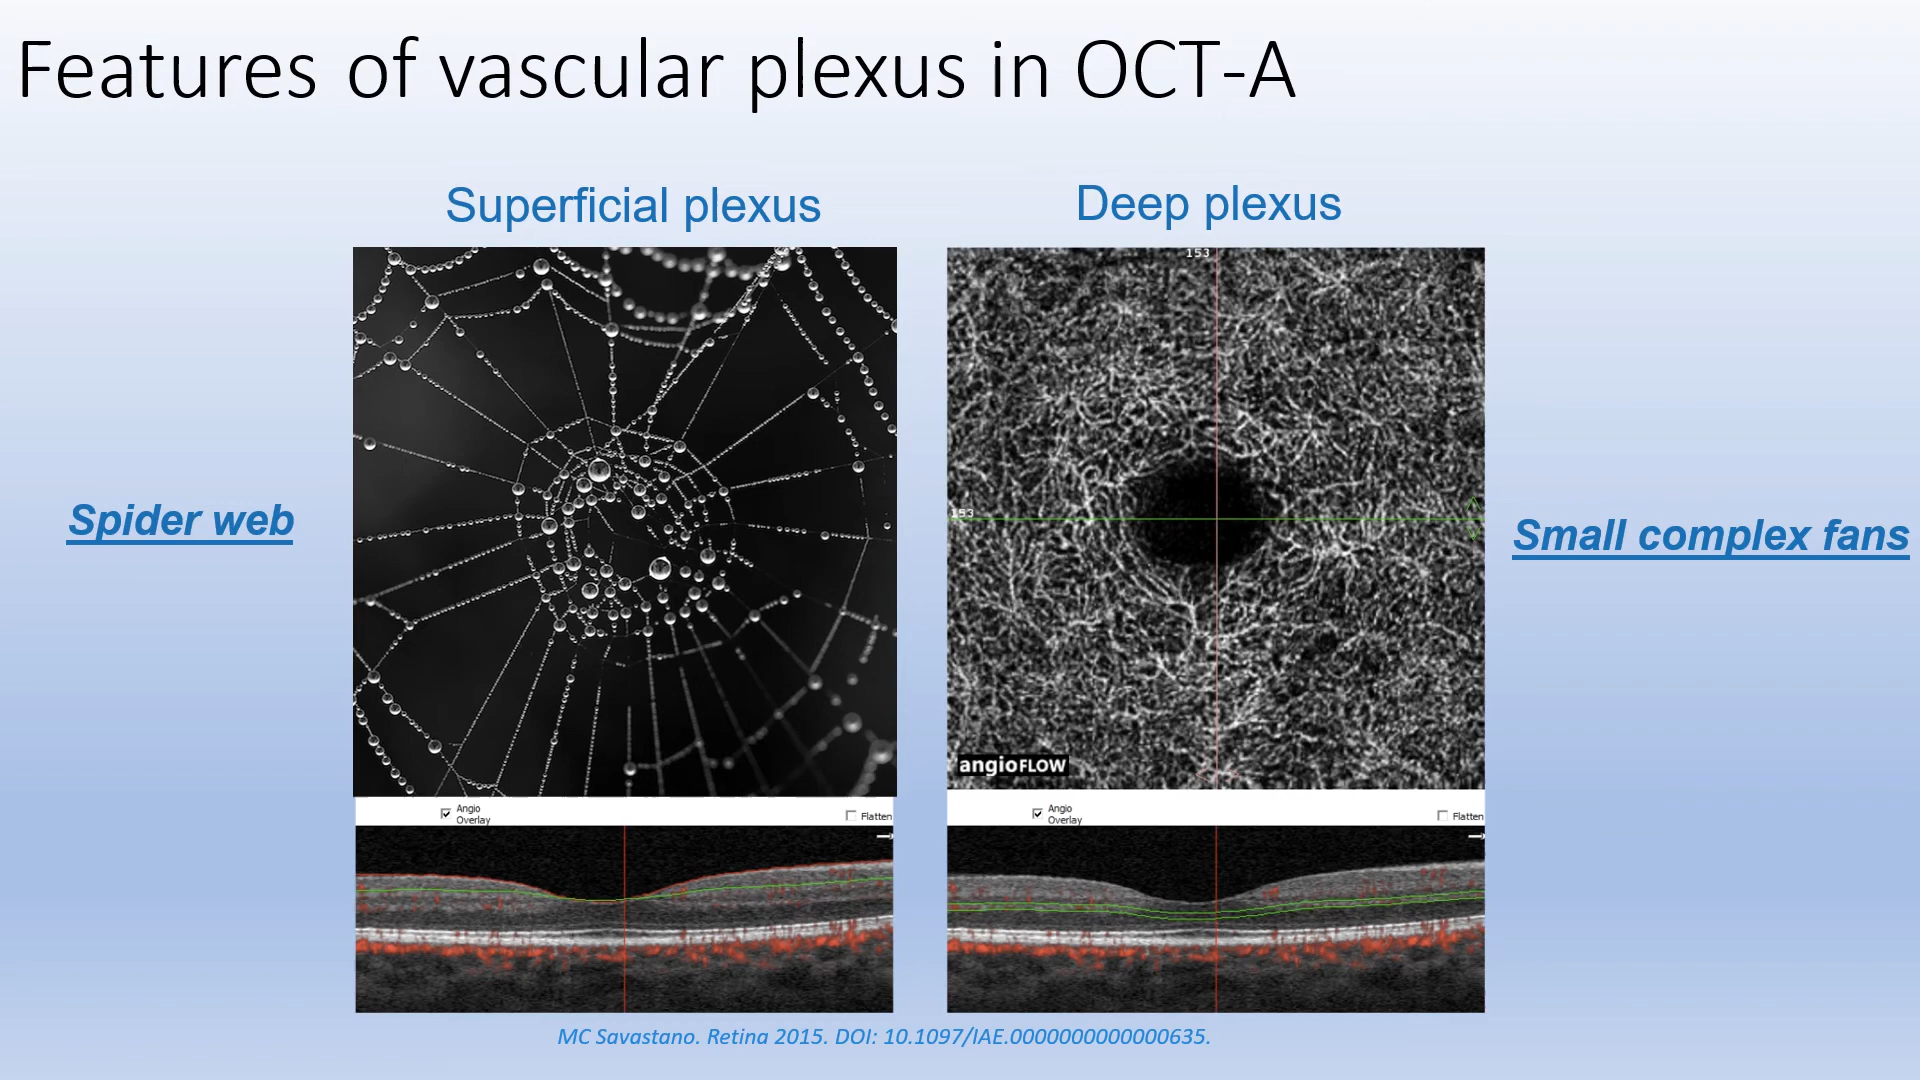 Features of vascular plexus in OCT-A
Superficial plexus
Deep plexus
153
153
Spider web
Small complex fans
angioFLOW
Angio
Overlay
Flatten
Angio
Overlay
Flatten
MC Savastano. Retina 2015. DOI: 10.1097/IAE.0000000000000635.